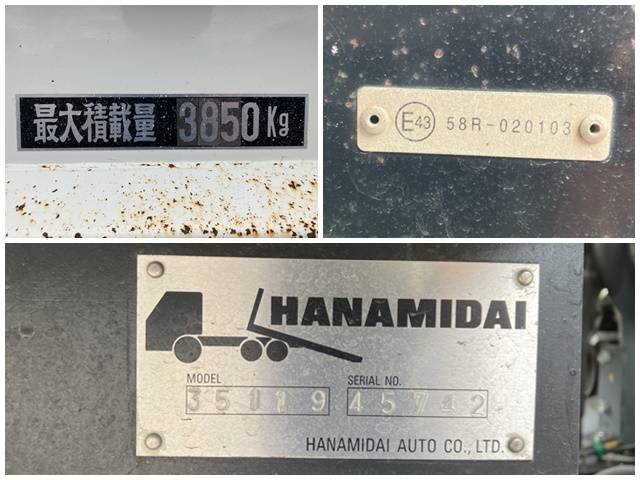 最大積載量 3850 Kg
E43 58R-020103
HANAMIDAI
MODEL SERIAL NO.
35119 45742
HANAMIDAI AUTO CO., LTD.